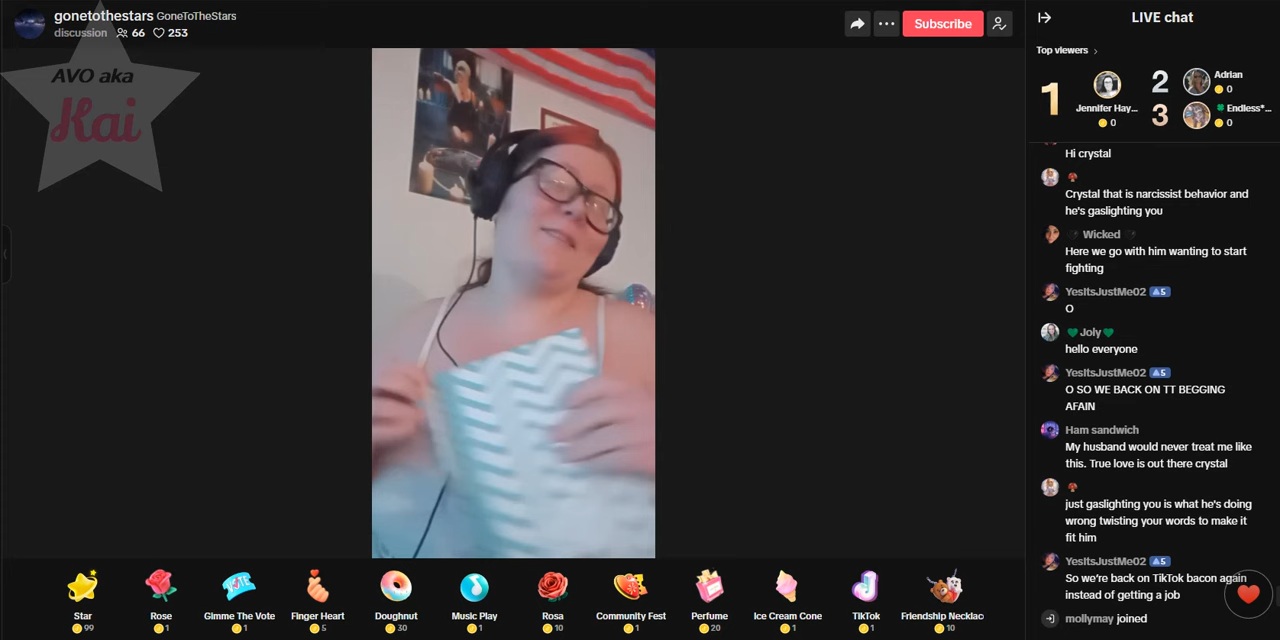 gonetothestars GoneToTheStars
discussion 66 253
Subscribe
AVO aka
Kai
LIVE chat
Top viewers
1
Jennifer Hay...
0
2
Adrian
0
3
Endless*...
0
Hi crystal
Crystal that is narcissist behavior and
he's gaslighting you
Wicked
Here we go with him wanting to start
fighting
YesItsJustMe02 5
O
Joly
hello everyone
YesItsJustMe02 5
O SO WE BACK ON TT BEGGING
AFAIN
Ham sandwich
My husband would never treat me like
this. True love is out there crystal
just gaslighting you is what he's doing
wrong twisting your words to make it
fit him
YesItsJustMe02 5
So we're back on TikTok bacon again
instead of getting a job
mollymay joined
Star
99
Rose
1
VOTE
Gimme The Vote
1
Finger Heart
5
Doughnut
30
Music Play
1
Rosa
10
Community Fest
1
Perfume
20
Ice Cream Cone
1
TikTok
1
Friendship Necklac
10